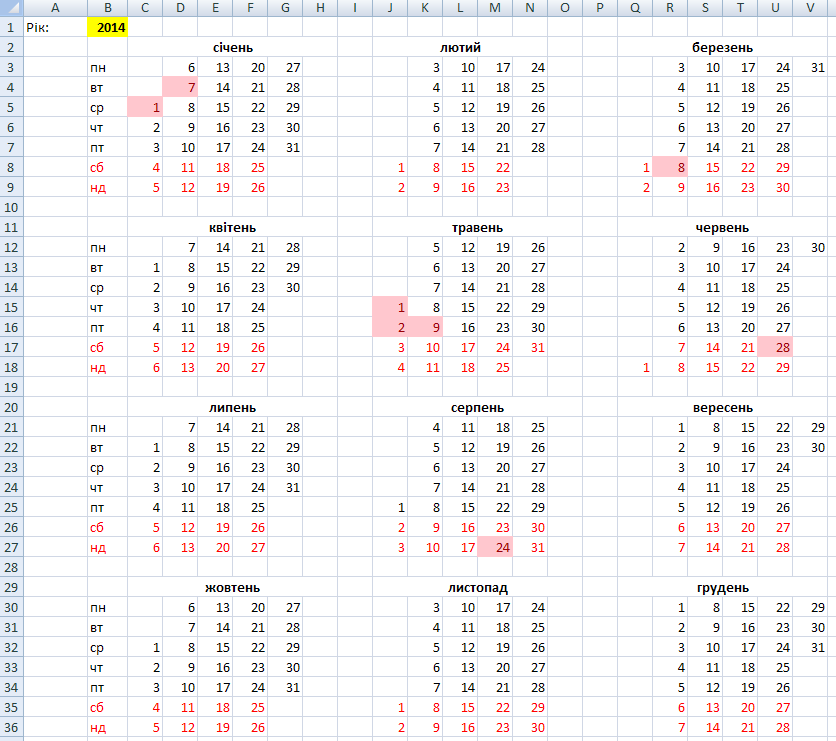 A B C D E F G H I J K L M N O P Q R S T U V
1 Рік: 2014
2 січень лютий березень
3 пн 6 13 20 27 3 10 17 24 3 10 17 24 31
4 вт 7 14 21 28 4 11 18 25 4 11 18 25
5 ср 1 8 15 22 29 5 12 19 26 5 12 19 26
6 чт 2 9 16 23 30 6 13 20 27 6 13 20 27
7 пт 3 10 17 24 31 7 14 21 28 7 14 21 28
8 сб 4 11 18 25 1 8 15 22 1 8 15 22 29
9 нд 5 12 19 26 2 9 16 23 2 9 16 23 30
10
11 квітень травень червень
12 пн 7 14 21 28 5 12 19 26 2 9 16 23 30
13 вт 1 8 15 22 29 6 13 20 27 3 10 17 24
14 ср 2 9 16 23 30 7 14 21 28 4 11 18 25
15 чт 3 10 17 24 1 8 15 22 29 5 12 19 26
16 пт 4 11 18 25 2 9 16 23 30 6 13 20 27
17 сб 5 12 19 26 3 10 17 24 31 7 14 21 28
18 нд 6 13 20 27 4 11 18 25 1 8 15 22 29
19
20 липень серпень вересень
21 пн 7 14 21 28 4 11 18 25 1 8 15 22 29
22 вт 1 8 15 22 29 5 12 19 26 2 9 16 23 30
23 ср 2 9 16 23 30 6 13 20 27 3 10 17 24
24 чт 3 10 17 24 31 7 14 21 28 4 11 18 25
25 пт 4 11 18 25 1 8 15 22 29 5 12 19 26
26 сб 5 12 19 26 2 9 16 23 30 6 13 20 27
27 нд 6 13 20 27 3 10 17 24 31 7 14 21 28
28
29 жовтень листопад грудень
30 пн 6 13 20 27 3 10 17 24 1 8 15 22 29
31 вт 7 14 21 28 4 11 18 25 2 9 16 23 30
32 ср 1 8 15 22 29 5 12 19 26 3 10 17 24 31
33 чт 2 9 16 23 30 6 13 20 27 4 11 18 25
34 пт 3 10 17 24 31 7 14 21 28 5 12 19 26
35 сб 4 11 18 25 1 8 15 22 29 6 13 20 27
36 нд 5 12 19 26 2 9 16 23 30 7 14 21 28